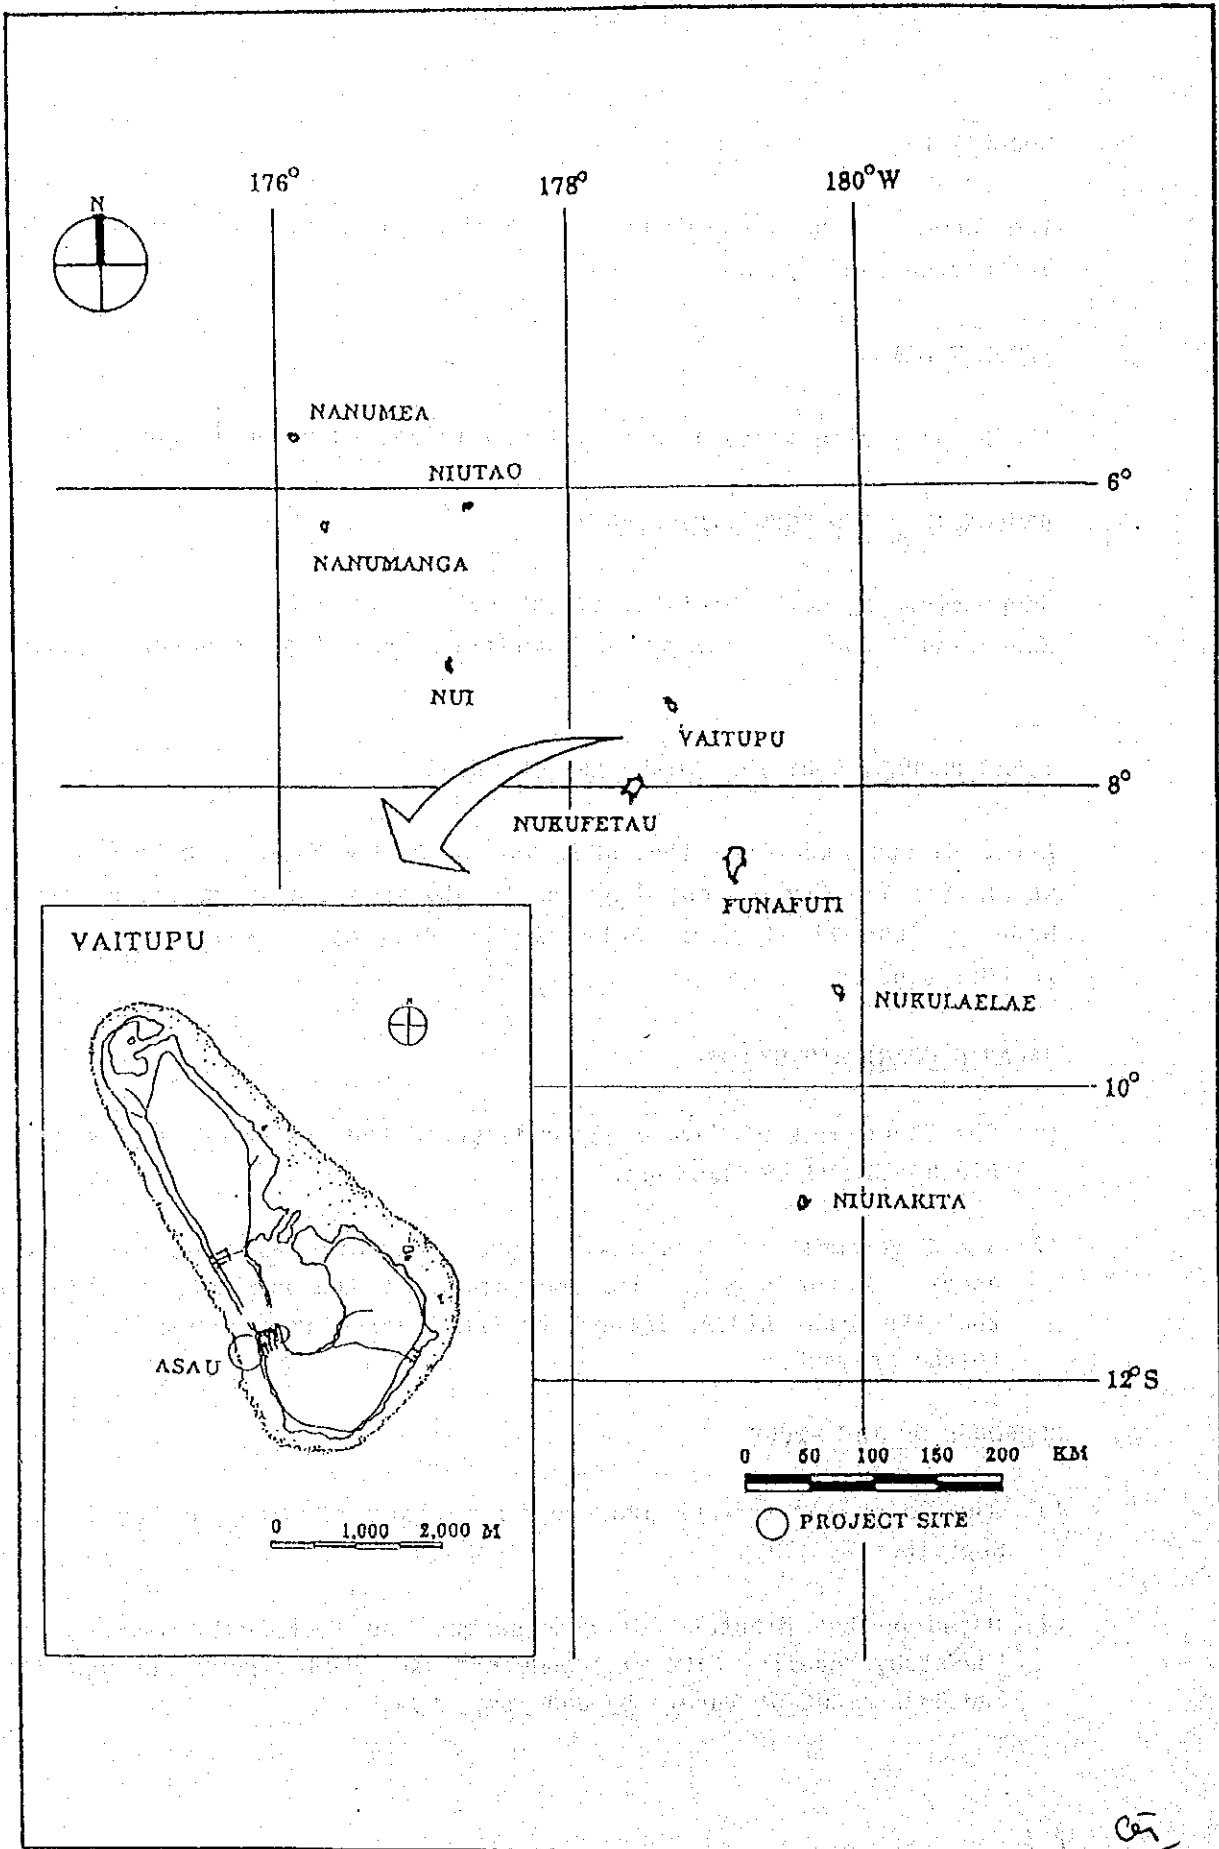 176° 178° 180°W
N
NANUMEA
NIUTAO
6°
NANUMANGA
NUI
VAITUPU
8°
NUKUFETAU
FUNAFUTI
VAITUPU
N
NUKULAELAE
10°
NIURAKITA
ASAU
12°S
0 50 100 150 200 KM
PROJECT SITE
0 1,000 2,000 M